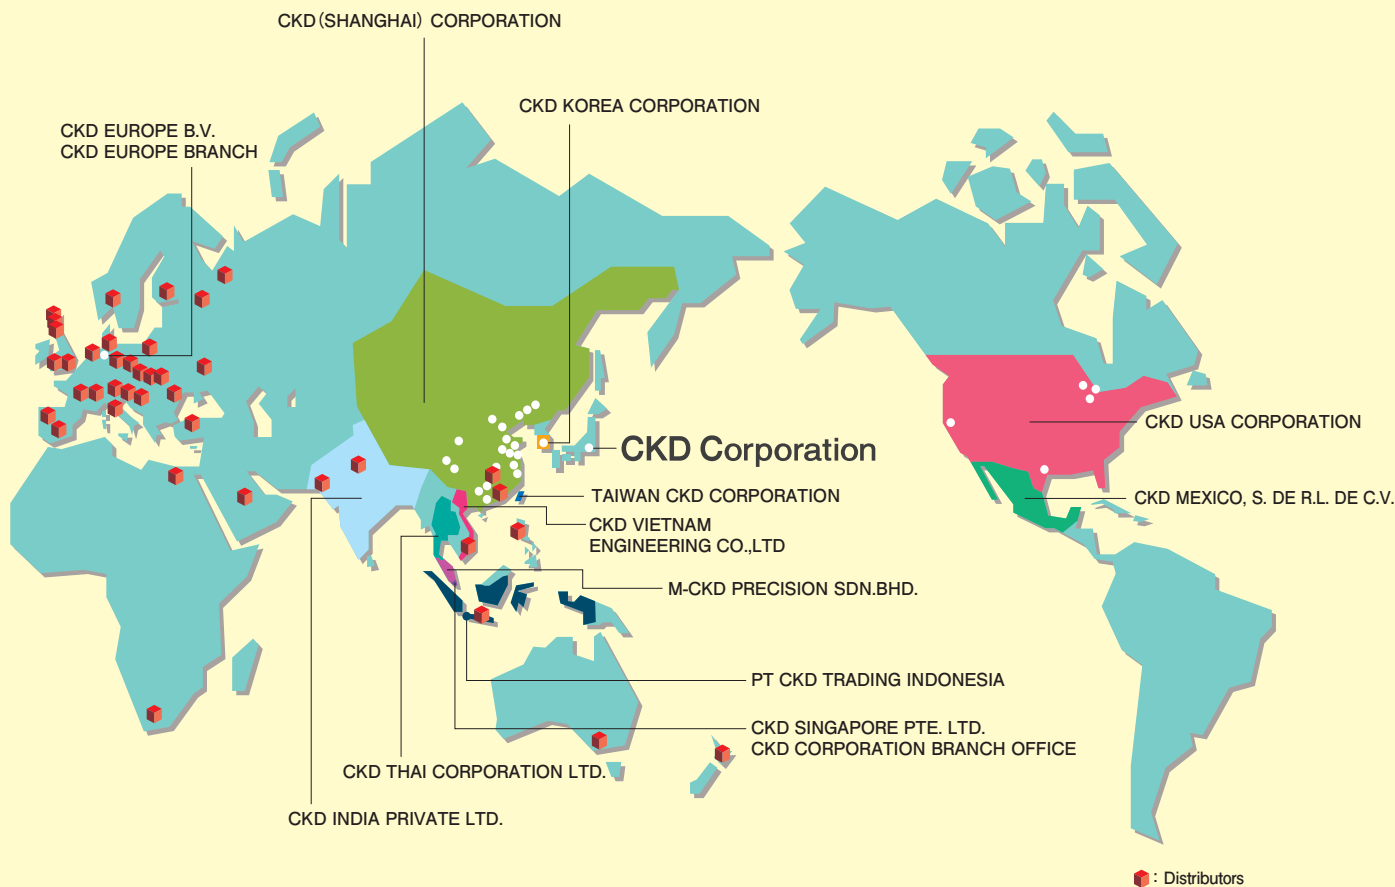 CKD(SHANGHAI) CORPORATION
CKD KOREA CORPORATION
CKD EUROPE B.V.
CKD EUROPE BRANCH
CKD USA CORPORATION
CKD Corporation
TAIWAN CKD CORPORATION
CKD MEXICO, S. DE R.L. DE C.V.
CKD VIETNAM
ENGINEERING CO.,LTD
M-CKD PRECISION SDN.BHD.
PT CKD TRADING INDONESIA
CKD SINGAPORE PTE. LTD.
CKD CORPORATION BRANCH OFFICE
CKD THAI CORPORATION LTD.
CKD INDIA PRIVATE LTD.
: Distributors